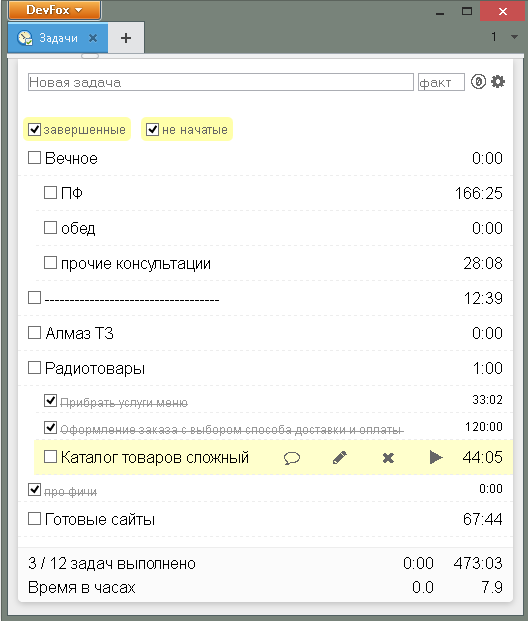 DevFox
Задачи
1
Новая задача факт 0
завершенные не начатые
Вечное 0:00
ПФ 166:25
обед 0:00
прочие консультации 28:08
----------------------------------- 12:39
Алмаз ТЗ 0:00
Радиотовары 1:00
Прибрать услуги меню 33:02
Оформление заказа с выбором способа доставки и оплаты 120:00
Каталог товаров сложный 44:05
про фичи 0:00
Готовые сайты 67:44
3 / 12 задач выполнено 0:00 473:03
Время в часах 0.0 7.9